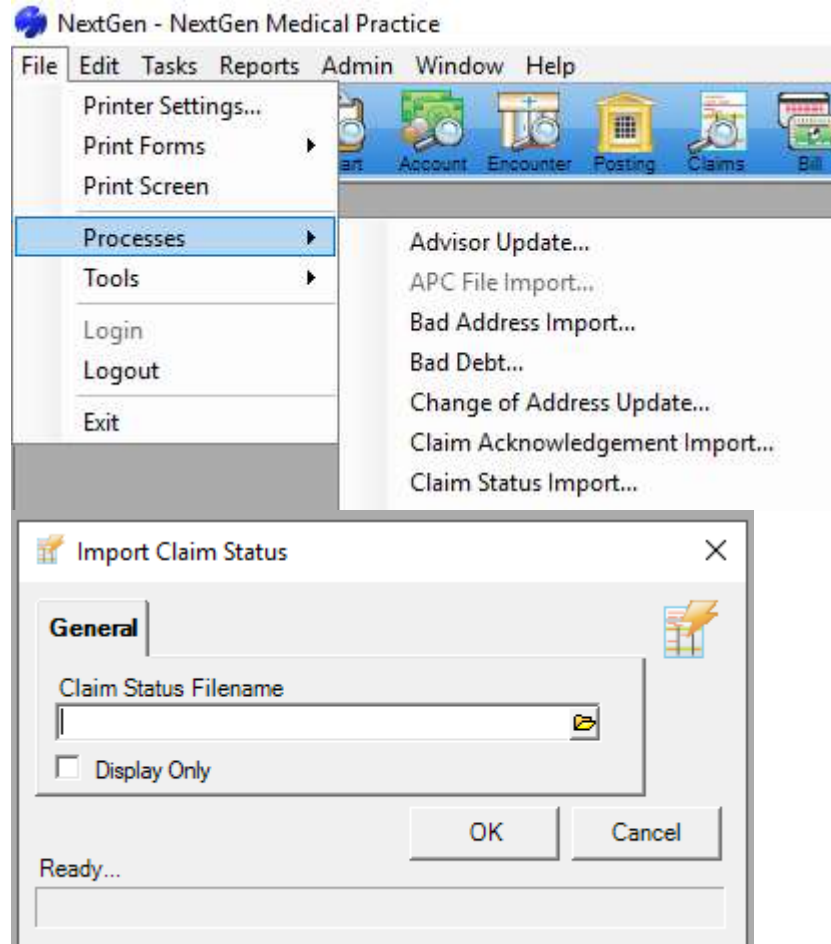 NextGen - NextGen Medical Practice
File Edit Tasks Reports Admin Window Help
Printer Settings...
Print Forms
Print Screen
Account Encounter Posting Claims Bill
Processes
Tools
Login
Logout
Exit
Advisor Update...
APC File Import...
Bad Address Import...
Bad Debt...
Change of Address Update...
Claim Acknowledgement Import...
Claim Status Import...
Import Claim Status
General
Claim Status Filename
Display Only
OK Cancel
Ready...